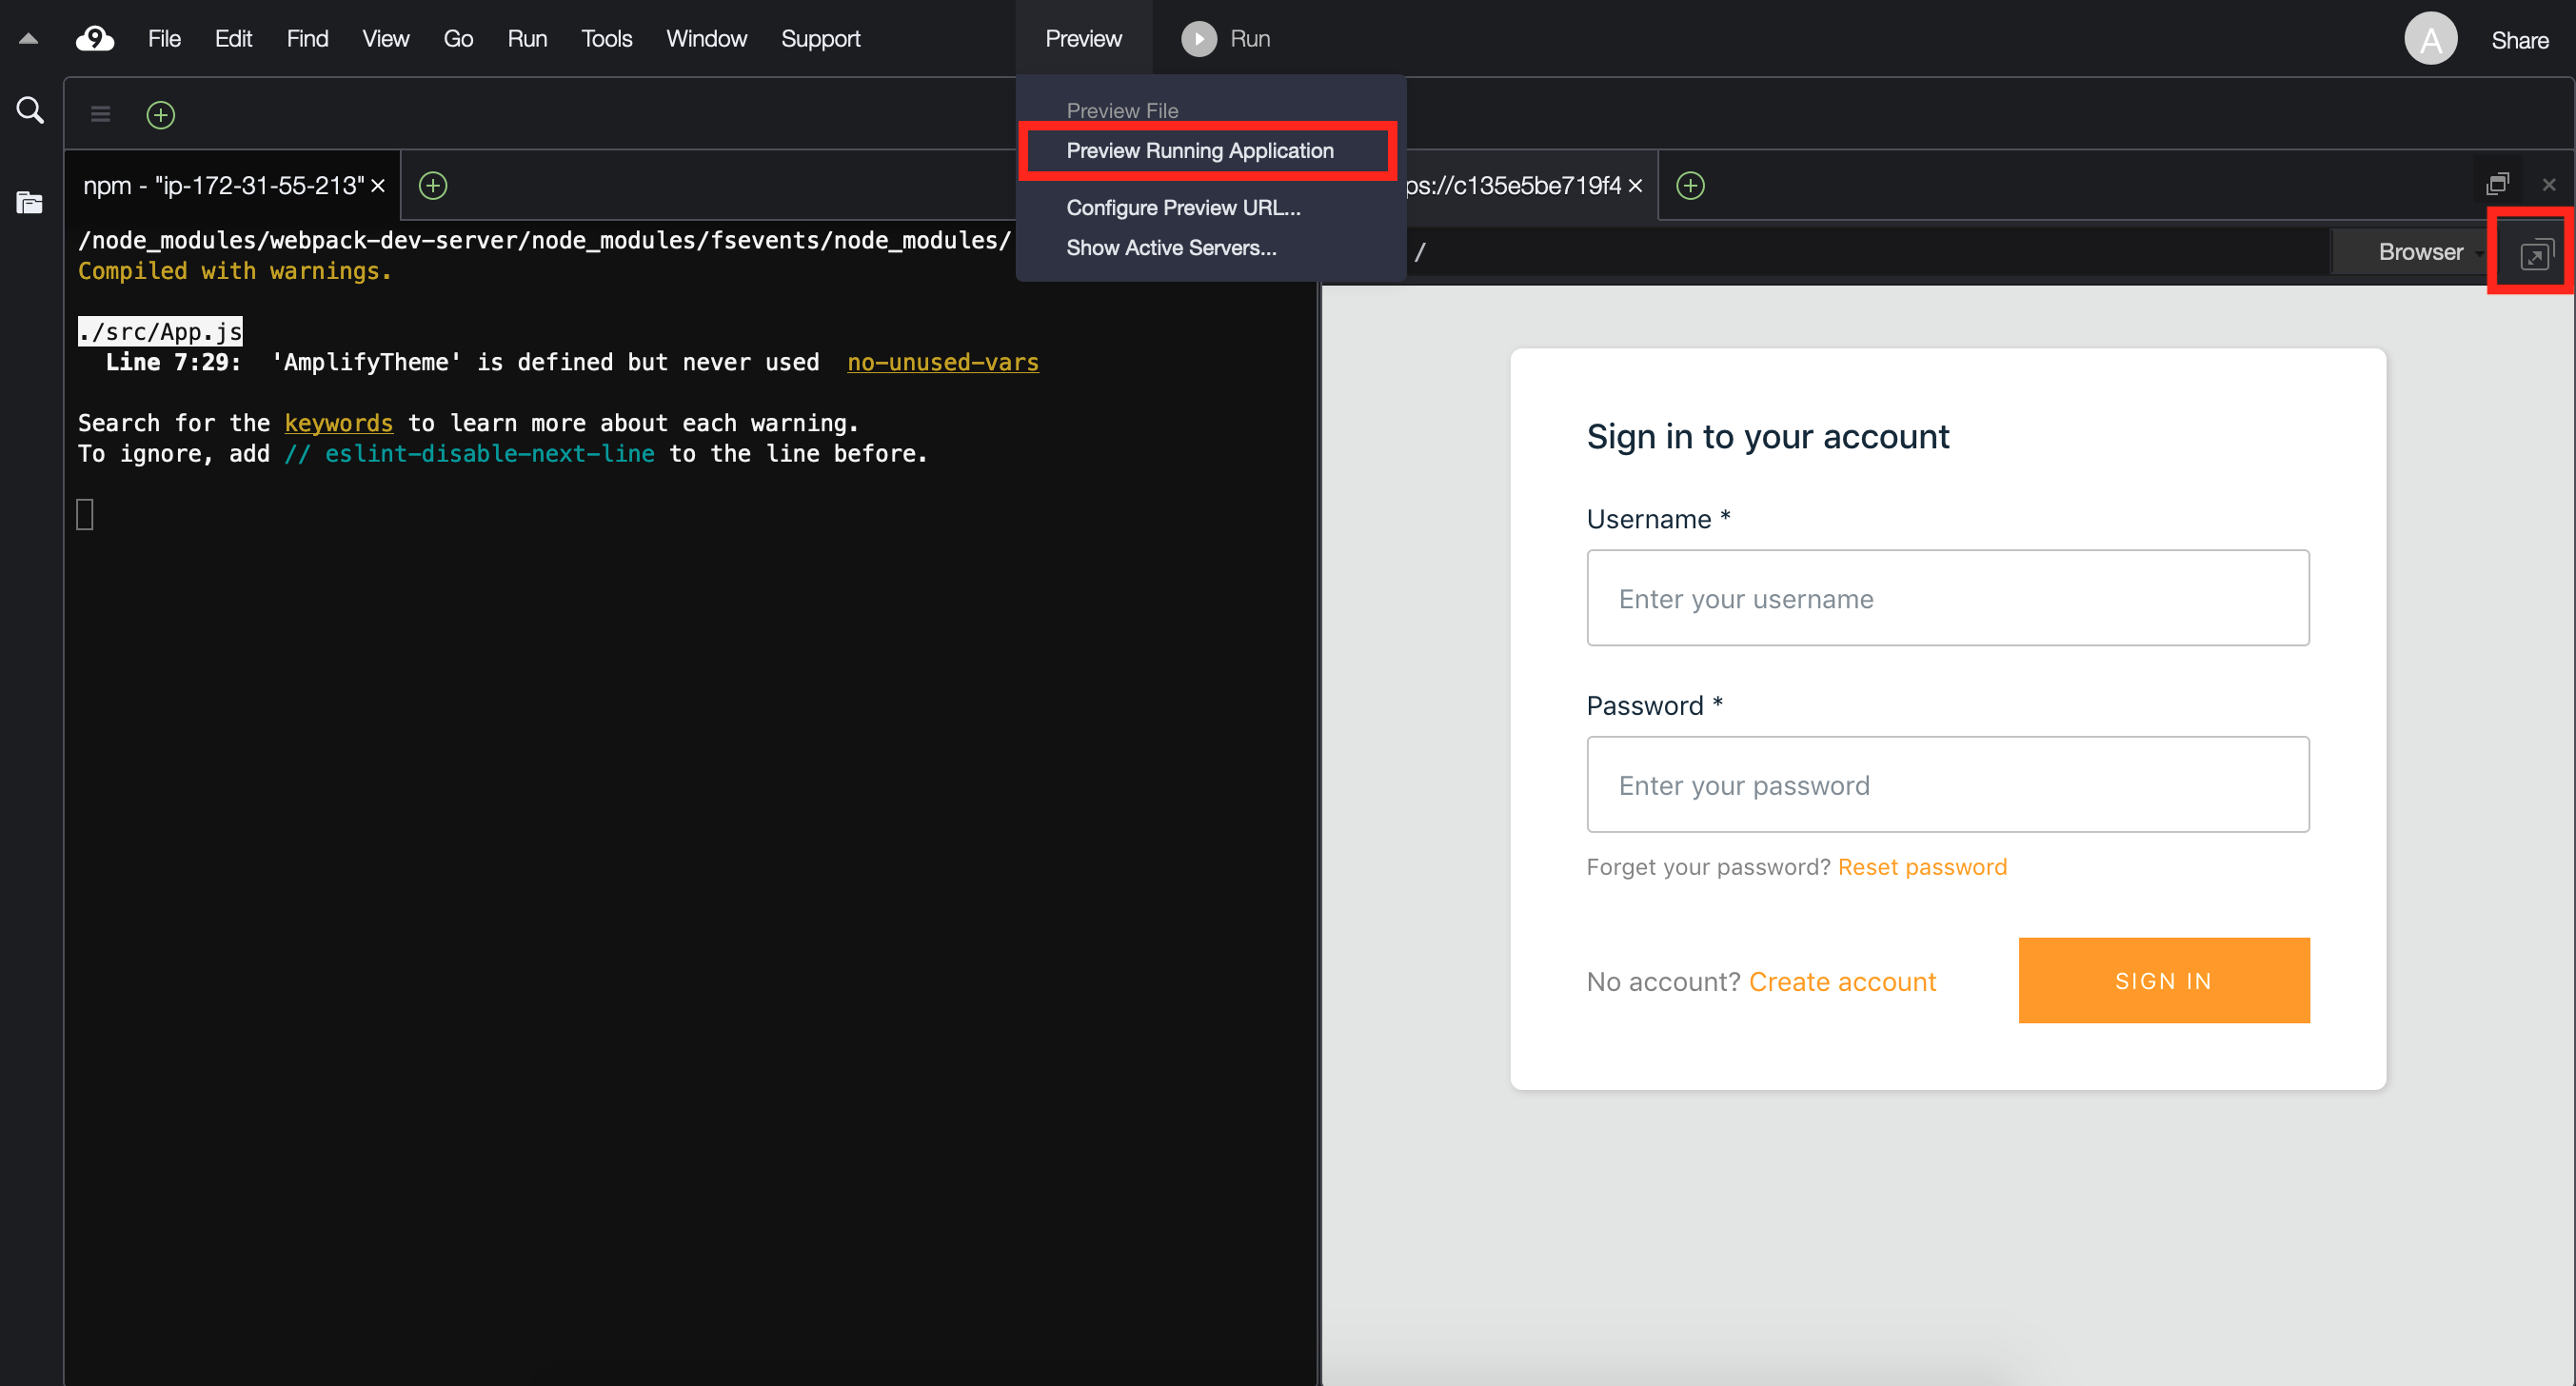 9 File Edit Find View Go Run Tools Window Support Preview Run A Share
Preview File
Preview Running Application
Configure Preview URL...
Show Active Servers...
npm - "ip-172-31-55-213" ×
ps://c135e5be719f4 ×
/ Browser
/node_modules/webpack-dev-server/node_modules/fsevents/node_modules/
Compiled with warnings.
./src/App.js
Line 7:29: 'AmplifyTheme' is defined but never used no-unused-vars
Search for the keywords to learn more about each warning.
To ignore, add // eslint-disable-next-line to the line before.
Sign in to your account
Username *
Enter your username
Password *
Enter your password
Forget your password? Reset password
No account? Create account
SIGN IN